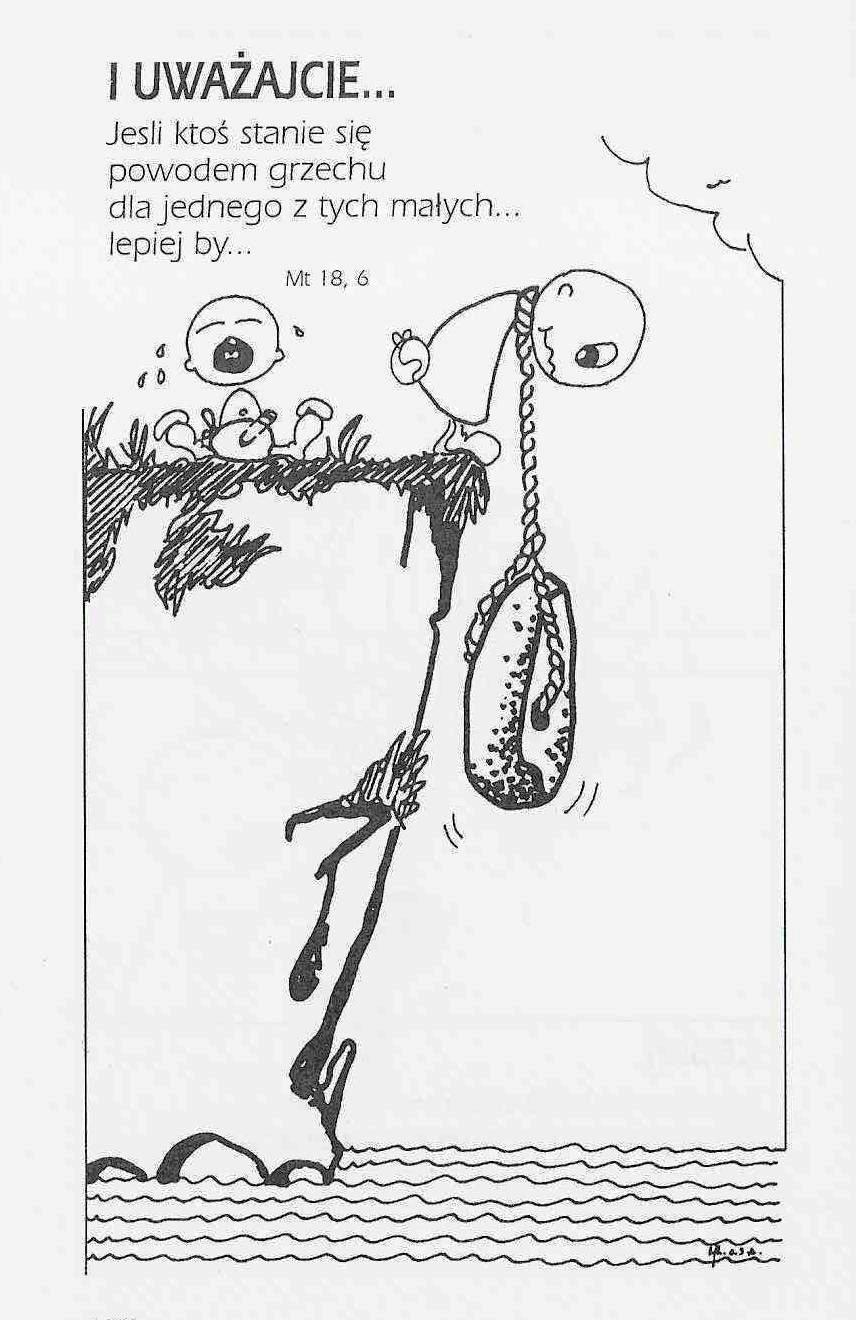 I UWAŻAJCIE...
Jesli ktoś stanie się
powodem grzechu
dla jednego z tych małych...
lepiej by...
Mt 18, 6